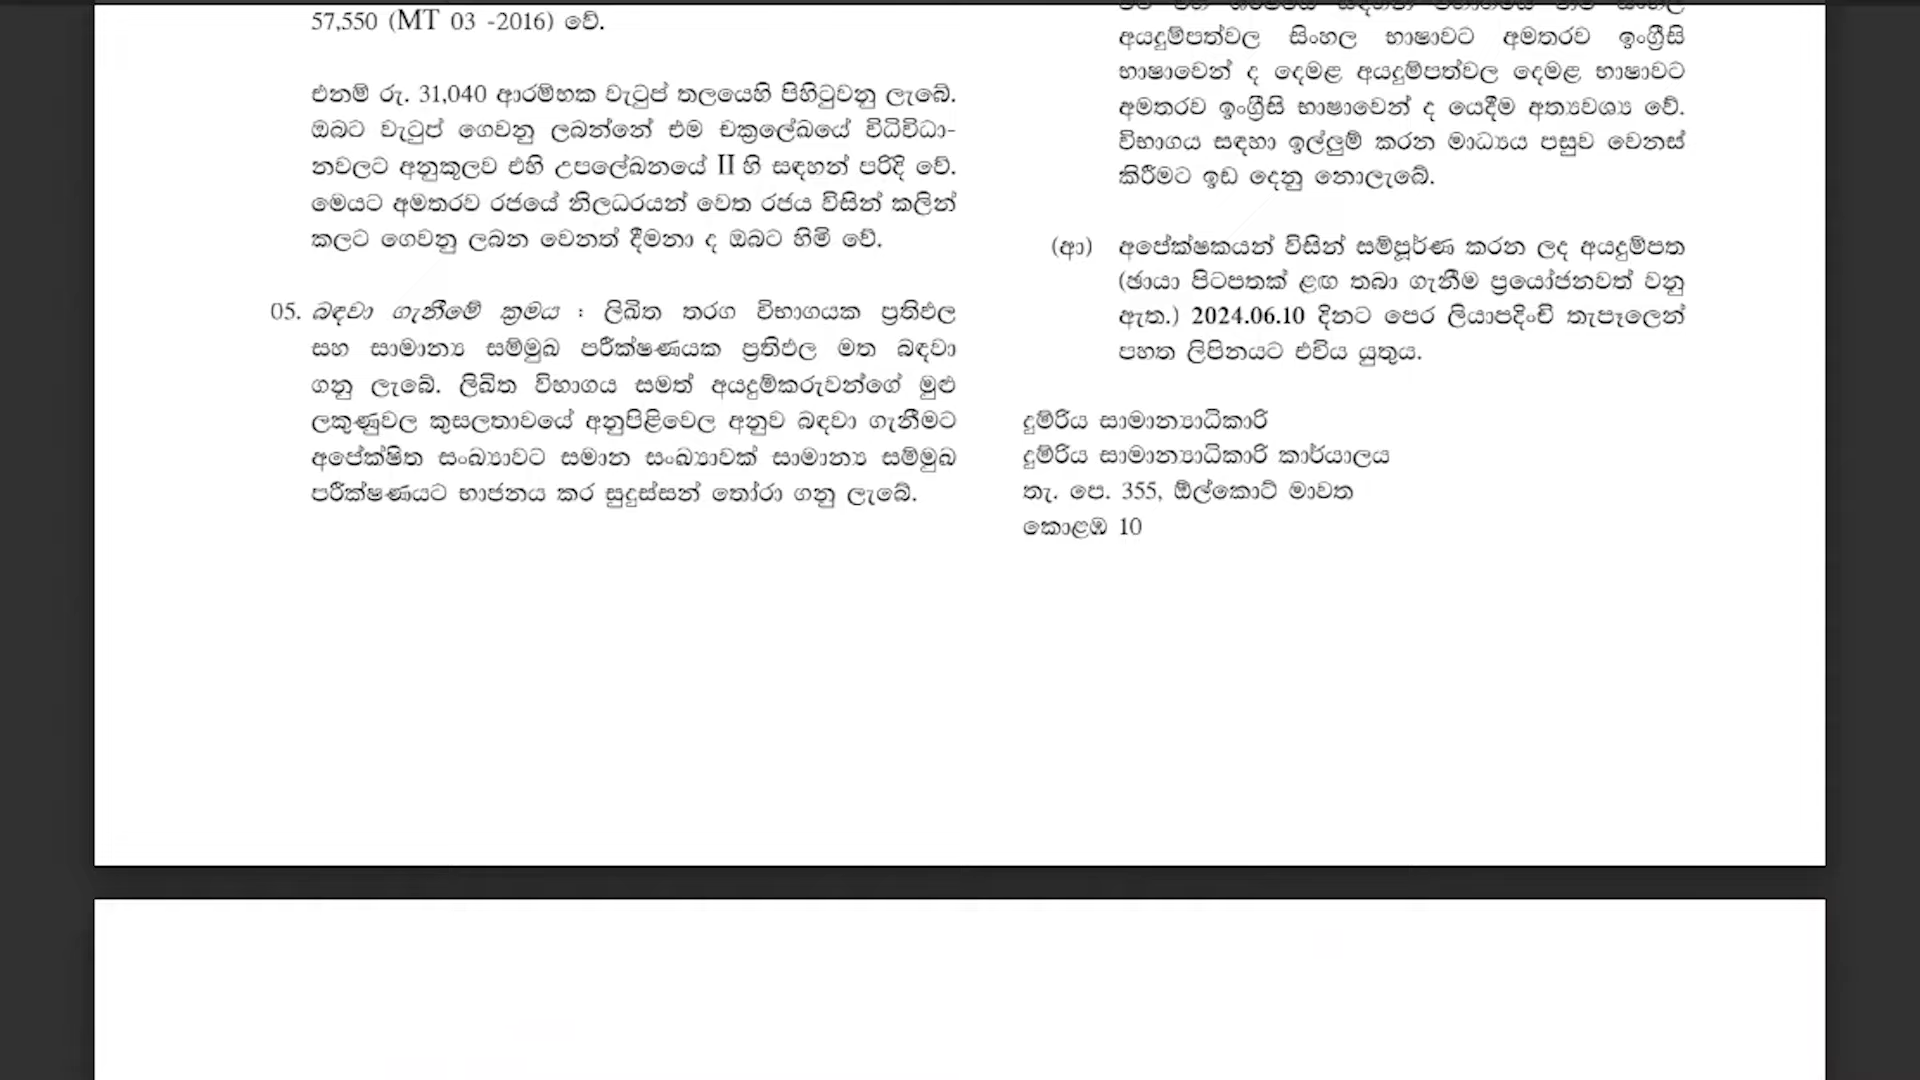 57,550 (MT 03 -2016) වේ.
එනම් රු. 31,040 ආරම්භක වැටුප් තලයෙහි පිහිටුවනු ලැබේ.
ඔබට වැටුප් ගෙවනු ලබන්නේ එම චක්‍රලේඛයේ විධිවිධා-
නවලට අනුකූලව එහි උපලේඛනයේ II හි සඳහන් පරිදි වේ.
මෙයට අමතරව රජයේ නිලධරයන් වෙත රජය විසින් කලින්
කලට ගෙවනු ලබන වෙනත් දීමනා ද ඔබට හිමි වේ.
05. බඳවා ගැනීමේ ක්‍රමය : ලිඛිත තරග විභාගයක ප්‍රතිඵල
සහ සාමාන්‍ය සම්මුඛ පරීක්ෂණයක ප්‍රතිඵල මත බඳවා
ගනු ලැබේ. ලිඛිත විභාගය සමත් අයදුම්කරුවන්ගේ මුළු
ලකුණුවල කුසලතාවයේ අනුපිළිවෙල අනුව බඳවා ගැනීමට
අපේක්ෂිත සංඛ්‍යාවට සමාන සංඛ්‍යාවක් සාමාන්‍ය සම්මුඛ
පරීක්ෂණයට භාජනය කර සුදුස්සන් තෝරා ගනු ලැබේ.
අයදුම්පත්වල සිංහල භාෂාවට අමතරව ඉංග්‍රීසි
භාෂාවෙන් ද දෙමළ අයදුම්පත්වල දෙමළ භාෂාවට
අමතරව ඉංග්‍රීසි භාෂාවෙන් ද යෙදීම අත්‍යවශ්‍ය වේ.
විභාගය සඳහා ඉල්ලුම් කරන මාධ්‍යය පසුව වෙනස්
කිරීමට ඉඩ දෙනු නොලැබේ.
(ආ) අපේක්ෂකයන් විසින් සම්පූර්ණ කරන ලද අයදුම්පත
(ඡායා පිටපතක් ළඟ තබා ගැනීම ප්‍රයෝජනවත් වනු
ඇත.) 2024.06.10 දිනට පෙර ලියාපදිංචි තැපෑලෙන්
පහත ලිපිනයට එවිය යුතුය.
දුම්රිය සාමාන්‍යාධිකාරී
දුම්රිය සාමාන්‍යාධිකාරී කාර්යාලය
තැ. පෙ. 355, ඕල්කොට් මාවත
කොළඹ 10